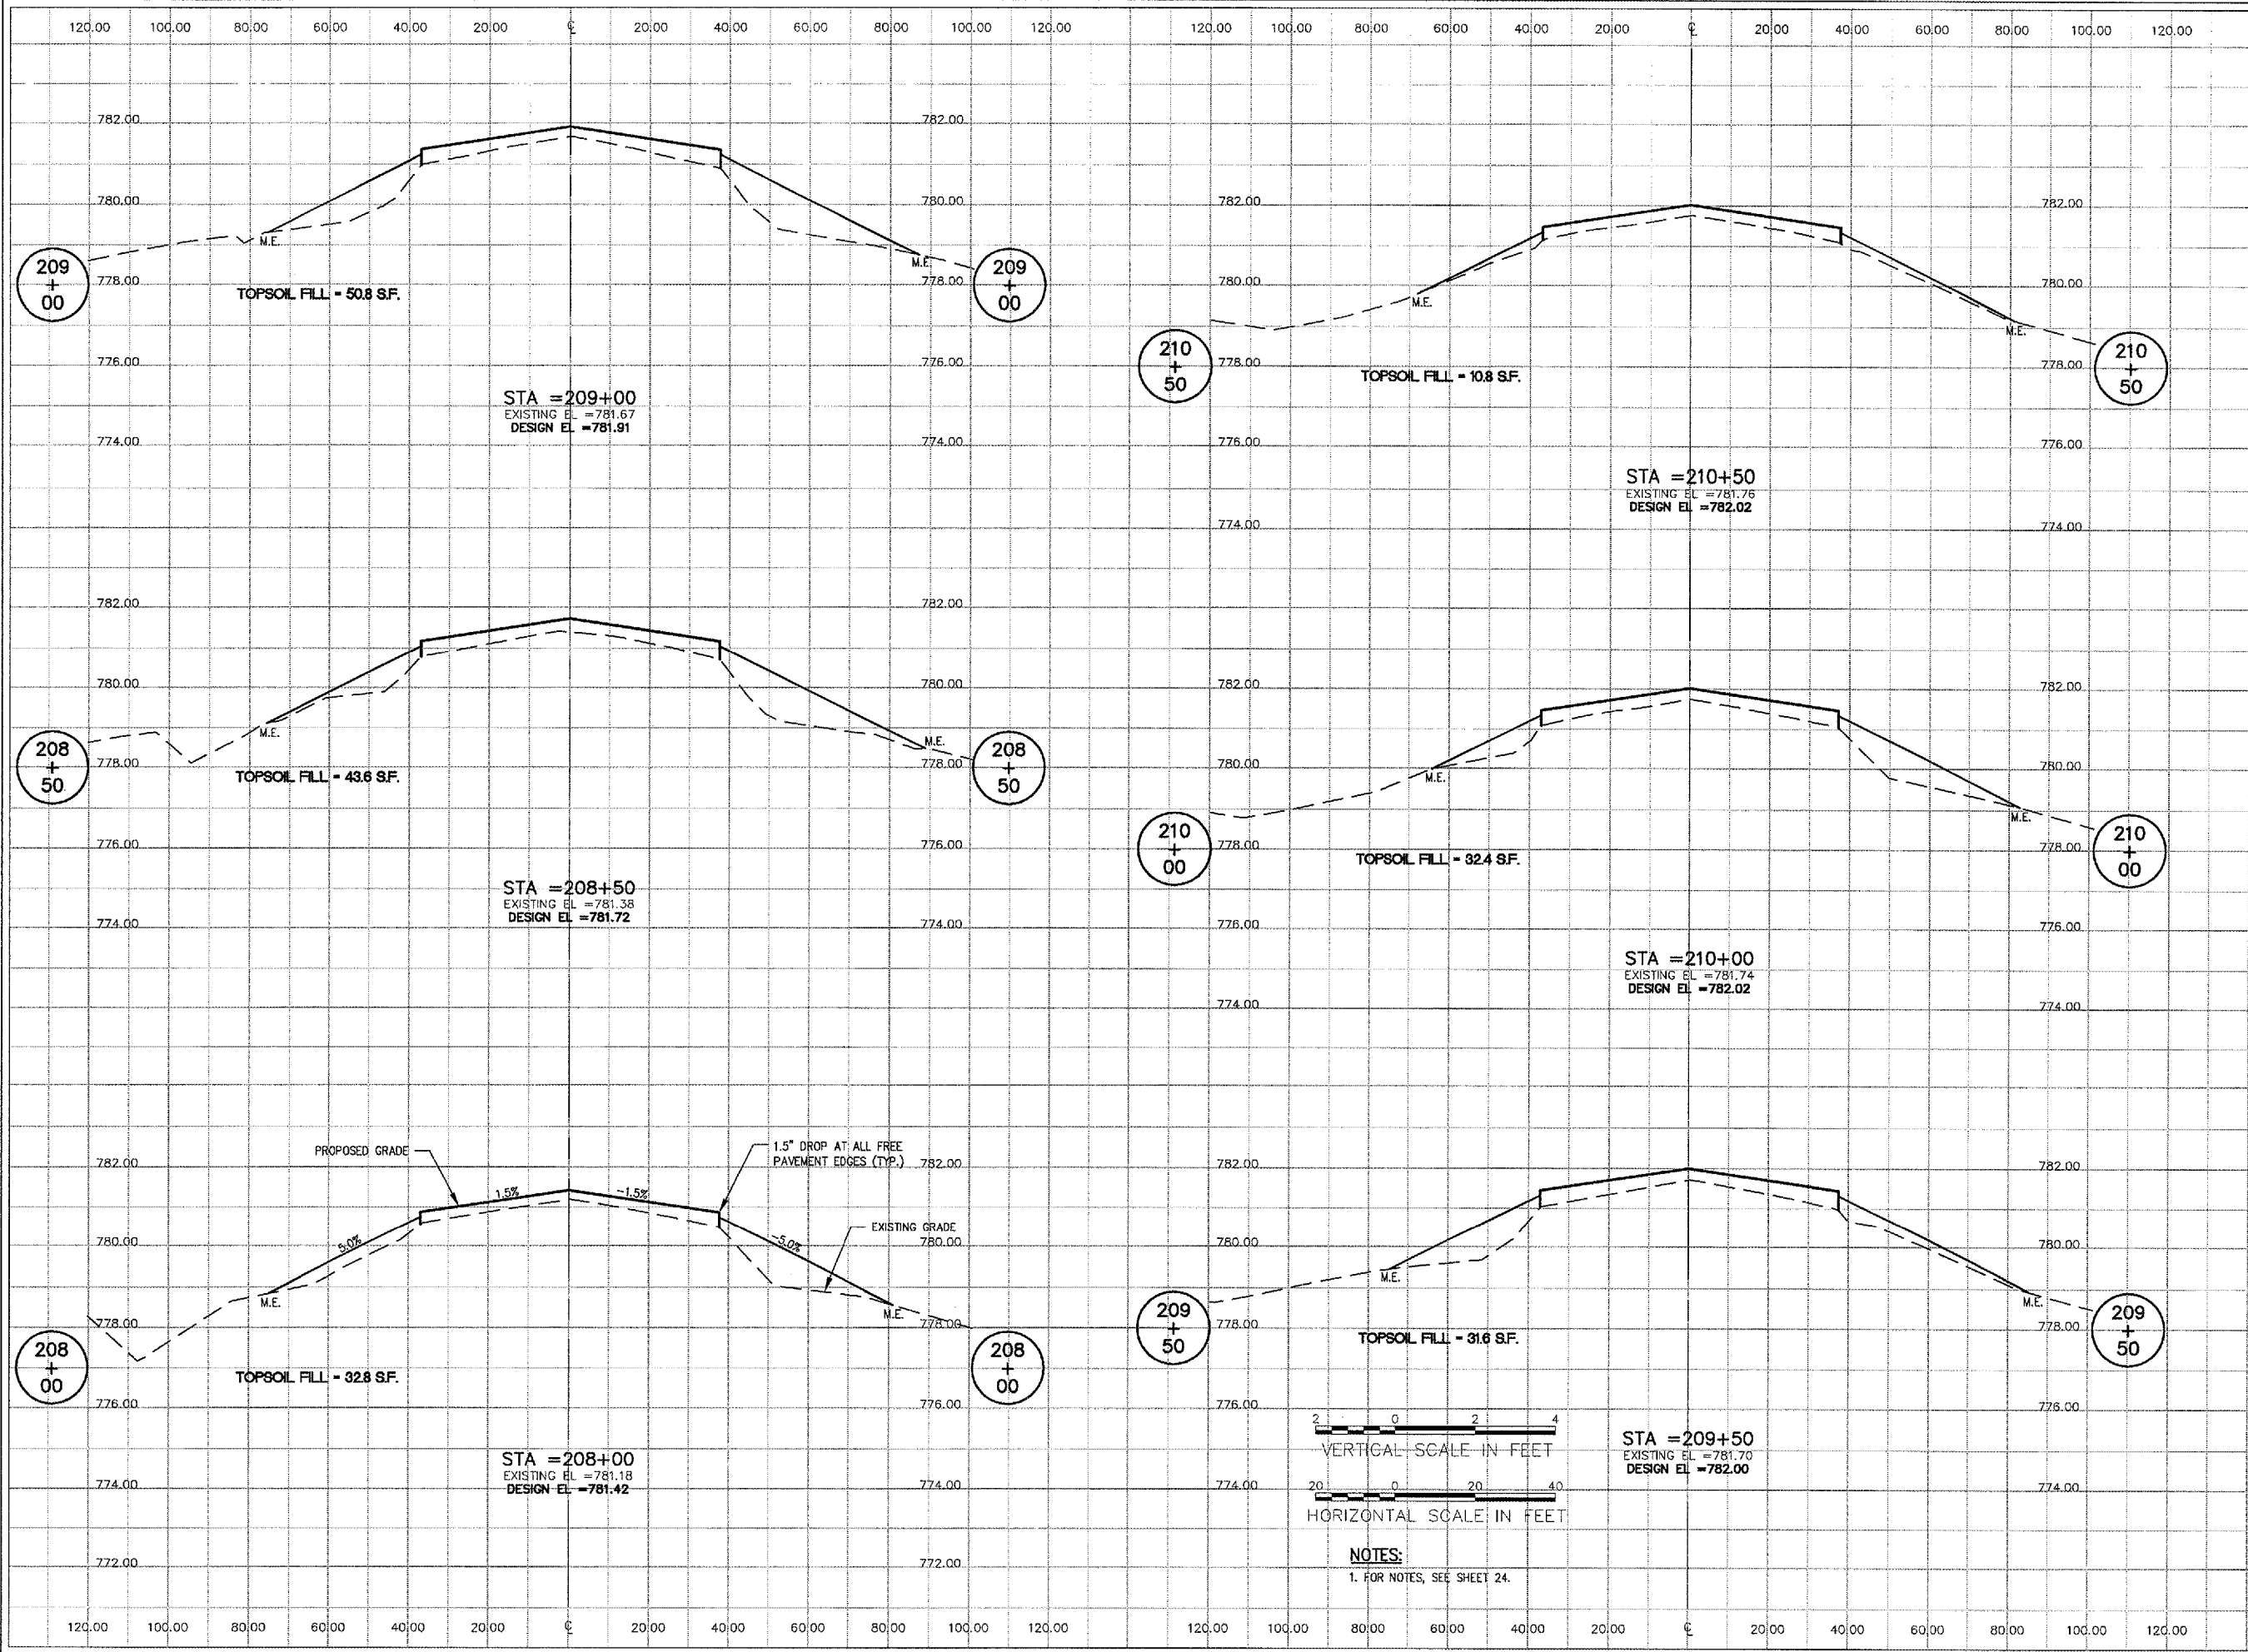 120.00 100.00 80.00 60.00 40.00 20.00 ℄ 20.00 40.00 60.00 80.00 100.00 120.00
120.00 100.00 80.00 60.00 40.00 20.00 ℄ 20.00 40.00 60.00 80.00 100.00 120.00
782.00 782.00
780.00 780.00
M.E. M.E.
209 + 00
209 + 00
778.00 778.00
TOPSOIL FILL = 50.8 S.F.
776.00 776.00
STA =209+00
EXISTING EL =781.67
DESIGN EL =781.91
774.00 774.00
782.00 782.00
780.00 780.00
M.E. M.E.
208 + 50
208 + 50
778.00 778.00
TOPSOIL FILL = 43.6 S.F.
776.00 776.00
STA =208+50
EXISTING EL =781.38
DESIGN EL =781.72
774.00 774.00
PROPOSED GRADE
1.5" DROP AT ALL FREE
PAVEMENT EDGES (TYP.)
782.00 782.00
1.5% -1.5%
EXISTING GRADE
5.0% -5.0%
780.00 780.00
M.E. M.E.
778.00 778.00
208 + 00
208 + 00
TOPSOIL FILL = 32.8 S.F.
776.00 776.00
STA =208+00
EXISTING EL =781.18
DESIGN EL =781.42
774.00 774.00
772.00 772.00
782.00 782.00
780.00 780.00
M.E. M.E.
210 + 50
210 + 50
778.00 778.00
TOPSOIL FILL = 10.8 S.F.
776.00 776.00
STA =210+50
EXISTING EL =781.76
DESIGN EL =782.02
774.00 774.00
782.00 782.00
780.00 780.00
M.E. M.E.
210 + 00
210 + 00
778.00 778.00
TOPSOIL FILL = 32.4 S.F.
776.00 776.00
STA =210+00
EXISTING EL =781.74
DESIGN EL =782.02
774.00 774.00
782.00 782.00
780.00 780.00
M.E. M.E.
209 + 50
209 + 50
778.00 778.00
TOPSOIL FILL = 31.6 S.F.
776.00 776.00
2 0 2 4
VERTICAL SCALE IN FEET
STA =209+50
EXISTING EL =781.70
DESIGN EL =782.00
774.00 774.00
20 0 20 40
HORIZONTAL SCALE IN FEET
NOTES:
1. FOR NOTES, SEE SHEET 24.
120.00 100.00 80.00 60.00 40.00 20.00 ℄ 20.00 40.00 60.00 80.00 100.00 120.00
120.00 100.00 80.00 60.00 40.00 20.00 ℄ 20.00 40.00 60.00 80.00 100.00 120.00